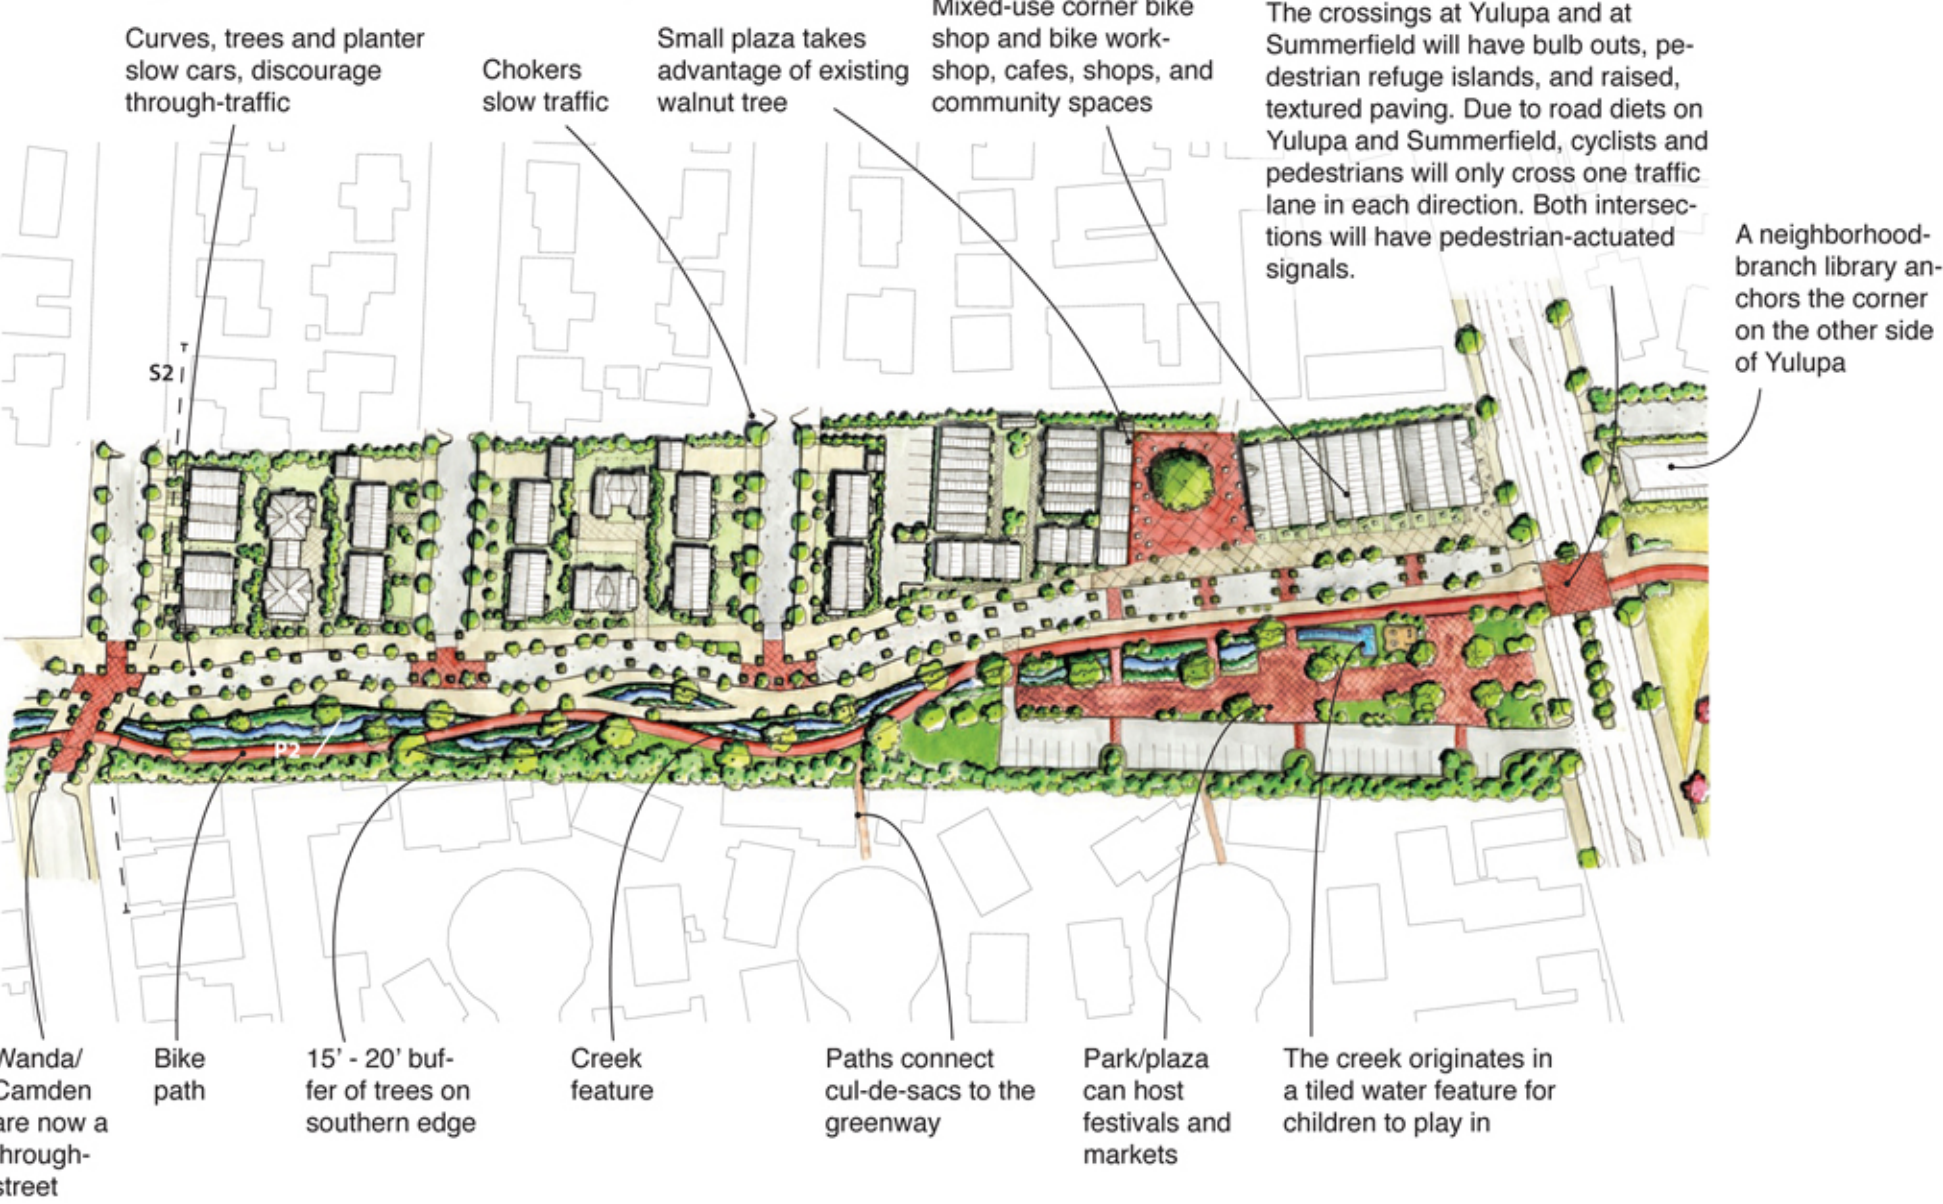 Curves, trees and planter
slow cars, discourage
through-traffic
Chokers
slow traffic
Small plaza takes
advantage of existing
walnut tree
Mixed-use corner bike
shop and bike work-
shop, cafes, shops, and
community spaces
The crossings at Yulupa and at
Summerfield will have bulb outs, pe-
destrian refuge islands, and raised,
textured paving. Due to road diets on
Yulupa and Summerfield, cyclists and
pedestrians will only cross one traffic
lane in each direction. Both intersec-
tions will have pedestrian-actuated
signals.
A neighborhood-
branch library an-
chors the corner
on the other side
of Yulupa
S2
P2
Wanda/
Camden
are now a
through-
street
Bike
path
15' - 20' buf-
fer of trees on
southern edge
Creek
feature
Paths connect
cul-de-sacs to the
greenway
Park/plaza
can host
festivals and
markets
The creek originates in
a tiled water feature for
children to play in